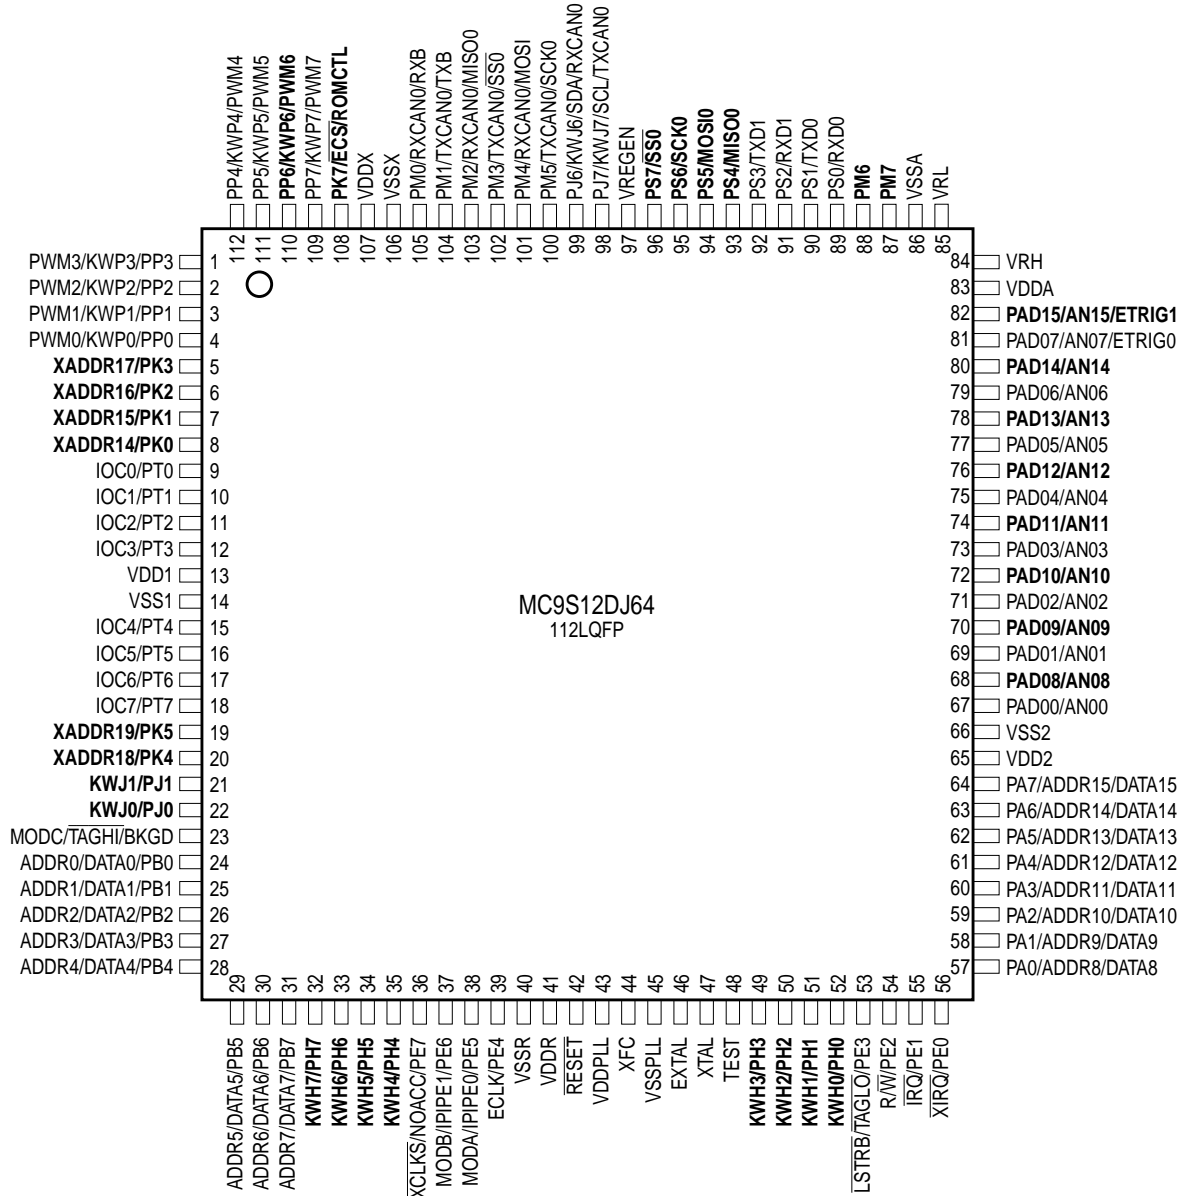 PP4/KWP4/PWM4
PP5/KWP5/PWM5
PP6/KWP6/PWM6
PP7/KWP7/PWM7
PK7/ECS/ROMCTL
VDDX
VSSX
PM0/RXCAN0/RXB
PM1/TXCAN0/TXB
PM2/RXCAN0/MISO0
PM3/TXCAN0/SS0
PM4/RXCAN0/MOSI
PM5/TXCAN0/SCK0
PJ6/KWJ6/SDA/RXCAN0
PJ7/KWJ7/SCL/TXCAN0
VREGEN
PS7/SS0
PS6/SCK0
PS5/MOSI0
PS4/MISO0
PS3/TXD1
PS2/RXD1
PS1/TXD0
PS0/RXD0
PM6
PM7
VSSA
VRL
112
111
110
109
108
107
106
105
104
103
102
101
100
99
98
97
96
95
94
93
92
91
90
89
88
87
86
85
PWM3/KWP3/PP3 1
PWM2/KWP2/PP2 2
PWM1/KWP1/PP1 3
PWM0/KWP0/PP0 4
XADDR17/PK3 5
XADDR16/PK2 6
XADDR15/PK1 7
XADDR14/PK0 8
IOC0/PT0 9
IOC1/PT1 10
IOC2/PT2 11
IOC3/PT3 12
VDD1 13
VSS1 14
IOC4/PT4 15
IOC5/PT5 16
IOC6/PT6 17
IOC7/PT7 18
XADDR19/PK5 19
XADDR18/PK4 20
KWJ1/PJ1 21
KWJ0/PJ0 22
MODC/TAGHI/BKGD 23
ADDR0/DATA0/PB0 24
ADDR1/DATA1/PB1 25
ADDR2/DATA2/PB2 26
ADDR3/DATA3/PB3 27
ADDR4/DATA4/PB4 28
MC9S12DJ64
112LQFP
84 VRH
83 VDDA
82 PAD15/AN15/ETRIG1
81 PAD07/AN07/ETRIG0
80 PAD14/AN14
79 PAD06/AN06
78 PAD13/AN13
77 PAD05/AN05
76 PAD12/AN12
75 PAD04/AN04
74 PAD11/AN11
73 PAD03/AN03
72 PAD10/AN10
71 PAD02/AN02
70 PAD09/AN09
69 PAD01/AN01
68 PAD08/AN08
67 PAD00/AN00
66 VSS2
65 VDD2
64 PA7/ADDR15/DATA15
63 PA6/ADDR14/DATA14
62 PA5/ADDR13/DATA13
61 PA4/ADDR12/DATA12
60 PA3/ADDR11/DATA11
59 PA2/ADDR10/DATA10
58 PA1/ADDR9/DATA9
57 PA0/ADDR8/DATA8
29
30
31
32
33
34
35
36
37
38
39
40
41
42
43
44
45
46
47
48
49
50
51
52
53
54
55
56
ADDR5/DATA5/PB5
ADDR6/DATA6/PB6
ADDR7/DATA7/PB7
KWH7/PH7
KWH6/PH6
KWH5/PH5
KWH4/PH4
XCLKS/NOACC/PE7
MODB/IPIPE1/PE6
MODA/IPIPE0/PE5
ECLK/PE4
VSSR
VDDR
RESET
VDDPLL
XFC
VSSPLL
EXTAL
XTAL
TEST
KWH3/PH3
KWH2/PH2
KWH1/PH1
KWH0/PH0
LSTRB/TAGLO/PE3
R/W/PE2
IRQ/PE1
XIRQ/PE0